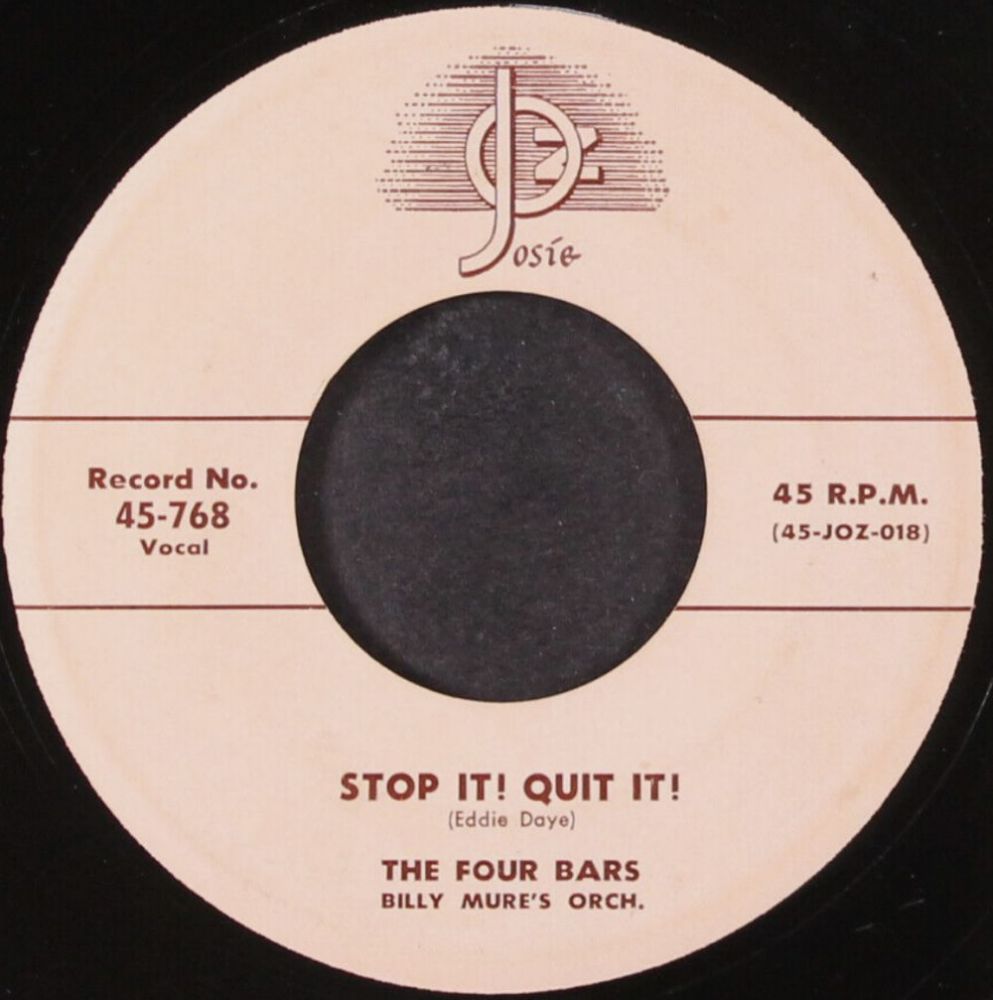 JOZ
Josie
Record No.
45-768
Vocal
45 R.P.M.
(45-JOZ-018)
STOP IT! QUIT IT!
(Eddie Daye)
THE FOUR BARS
BILLY MURE'S ORCH.